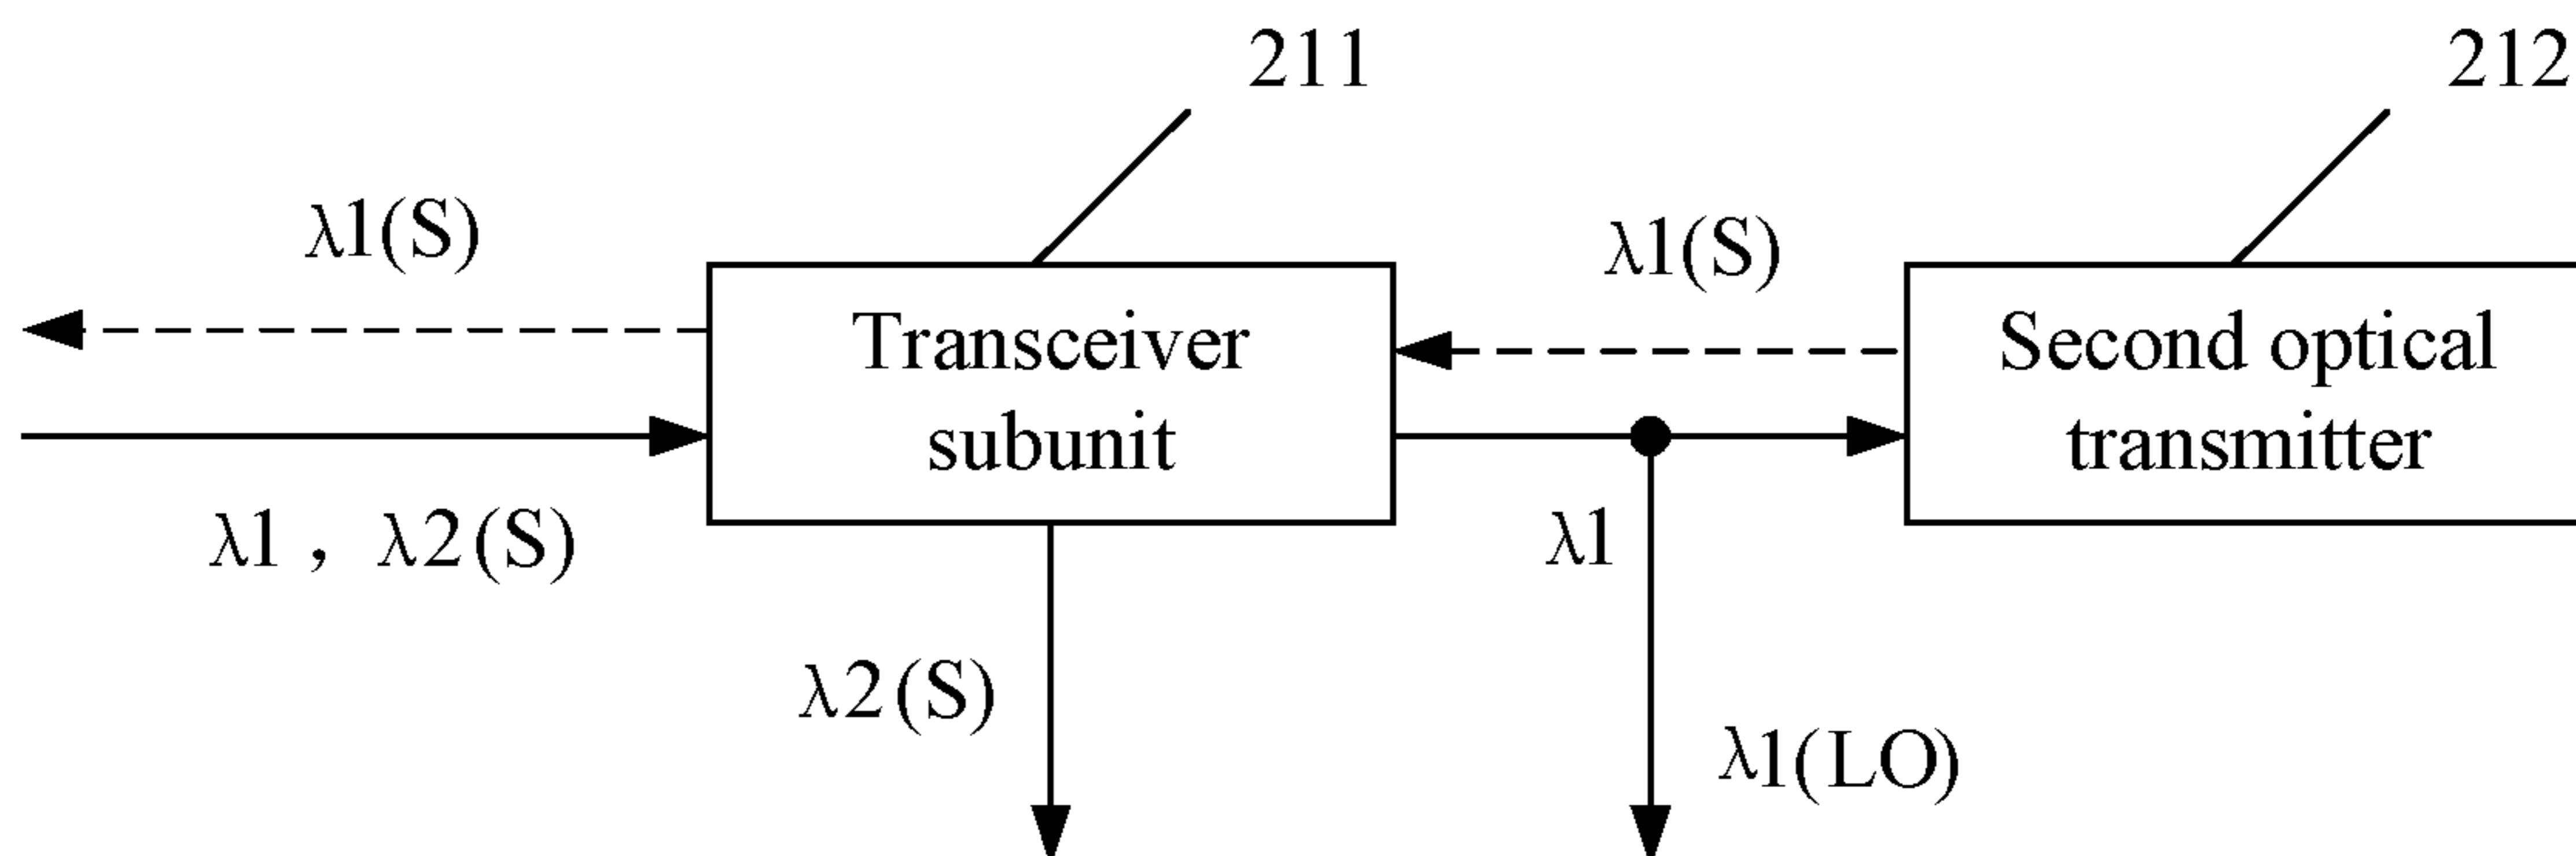 211
212
λ1(S)
λ1(S)
Transceiver
subunit
Second optical
transmitter
λ1 , λ2(S)
λ1
λ2(S)
λ1(LO)